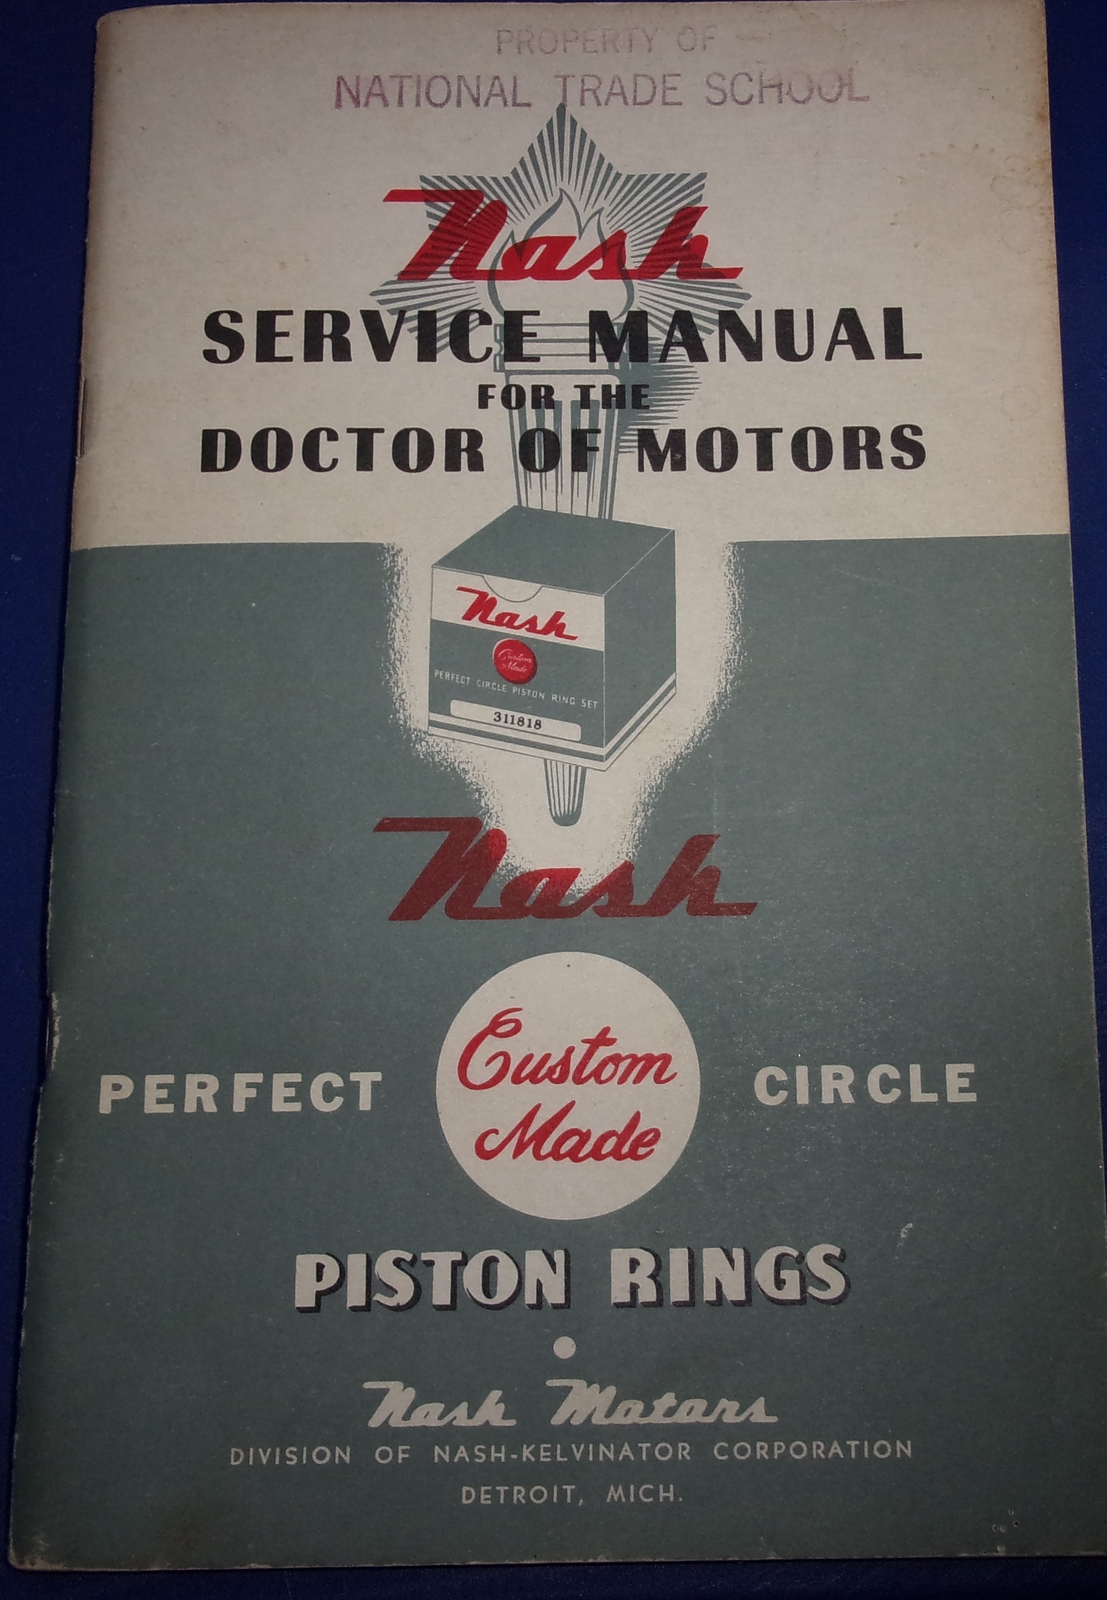 PROPERTY OF
NATIONAL TRADE SCHOOL
Nash
SERVICE MANUAL
FOR THE
DOCTOR OF MOTORS
Nash
Custom
Made
PERFECT CIRCLE PISTON RING SET
311818
Nash
PERFECT
Custom
Made
CIRCLE
PISTON RINGS
Nash Motors
DIVISION OF NASH-KELVINATOR CORPORATION
DETROIT, MICH.